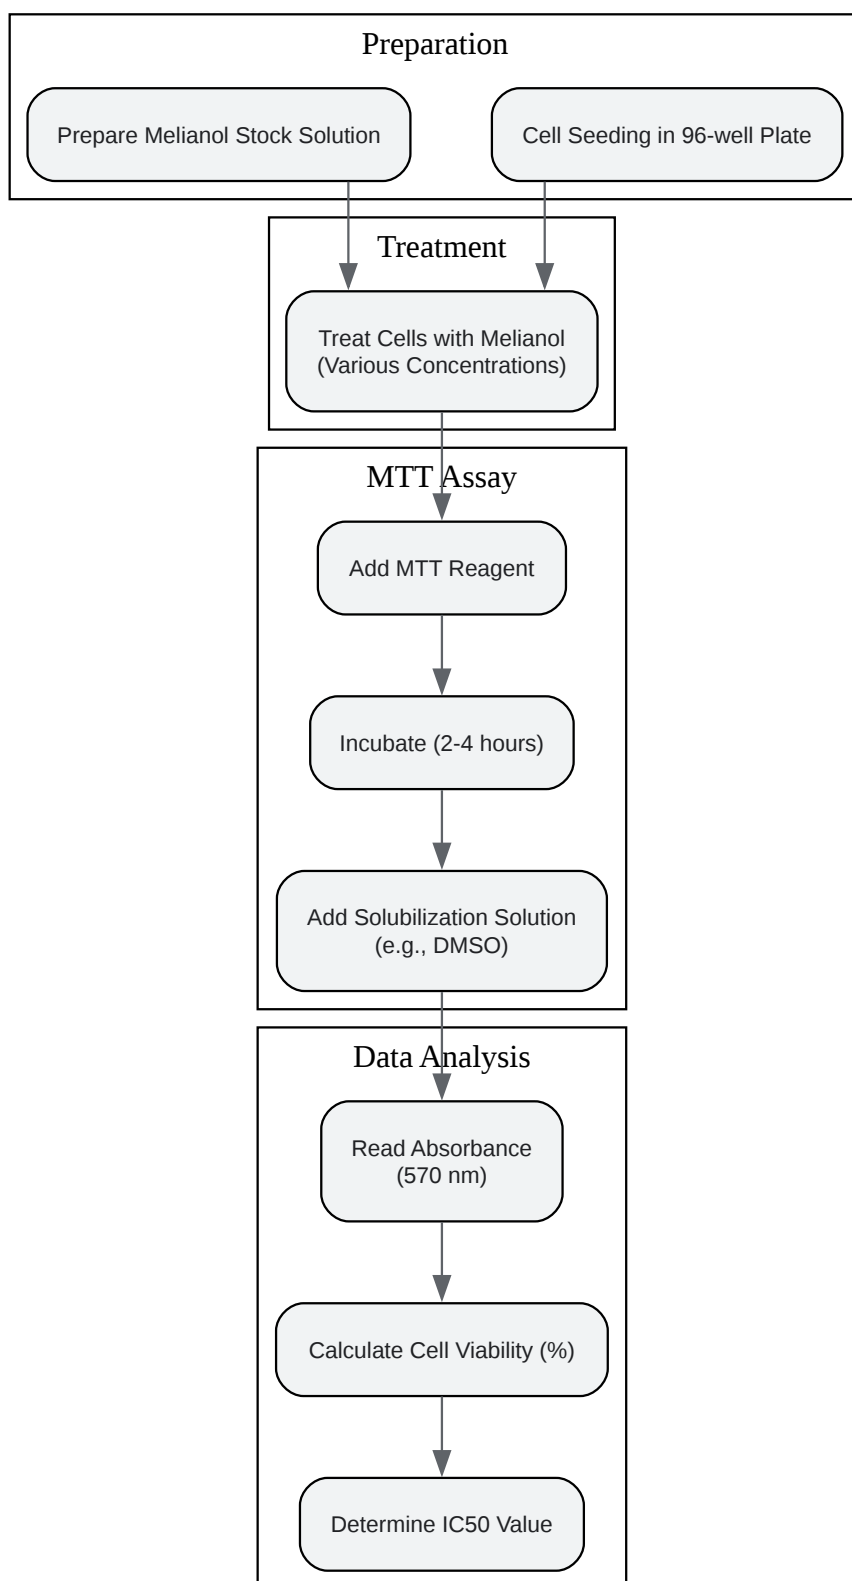 Preparation
Prepare Melianol Stock Solution
Cell Seeding in 96-well Plate
Treatment
Treat Cells with Melianol
(Various Concentrations)
MTT Assay
Add MTT Reagent
Incubate (2-4 hours)
Add Solubilization Solution
(e.g., DMSO)
Data Analysis
Read Absorbance
(570 nm)
Calculate Cell Viability (%)
Determine IC50 Value